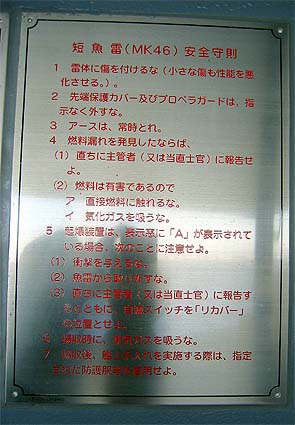 短魚雷(MK46)安全守則
1 雷体に傷を付けるな(小さな傷も性能を悪
化させる。)。
2 先端保護カバー及びプロペラガードは、指
示なく外すな。
3 アースは、常時とれ。
4 燃料漏れを発見したならば、
(1) 直ちに主管者(又は当直士官)に報告せ
よ。
(2) 燃料は有害であるので
ア 直接燃料に触れるな。
イ 気化ガスを吸うな。
5 起爆装置は、表示窓に「A」が表示されて
いる場合、次のことに注意せよ。
(1) 衝撃を与えるな。
(2) 魚雷から取り外すな。
(3) 直ちに主管者(又は当直士官)に報告す
るとともに、スイッチを「リカバー」
の位置とせよ。
6 時に、ガスを吸うな。
7 後、手入れを実施する際は、指定
された防護服等を着用せよ。